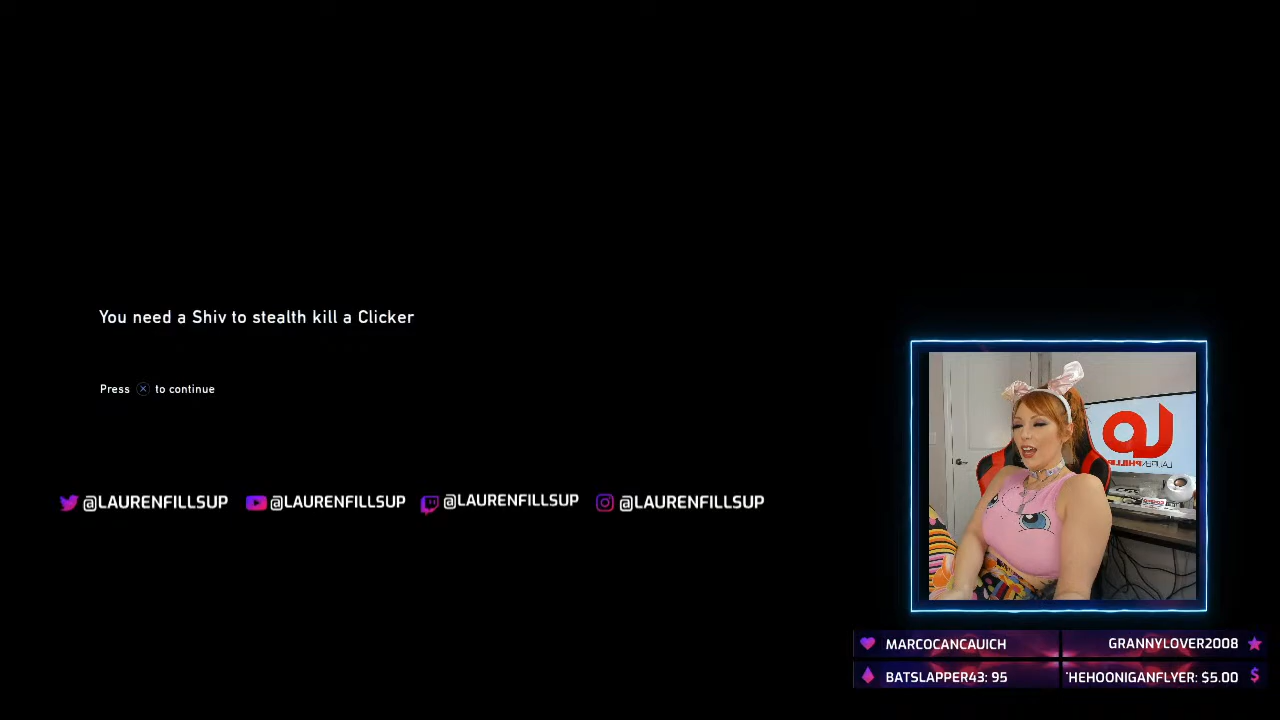 You need a Shiv to stealth kill a Clicker
Press ⓧ to continue
@LAURENFILLSUP @LAURENFILLSUP @LAURENFILLSUP @LAURENFILLSUP
MARCOCANCAUICH GRANNYLOVER2008
BATSLAPPER43: 95 HEHOONIGANFLYER: $5.00